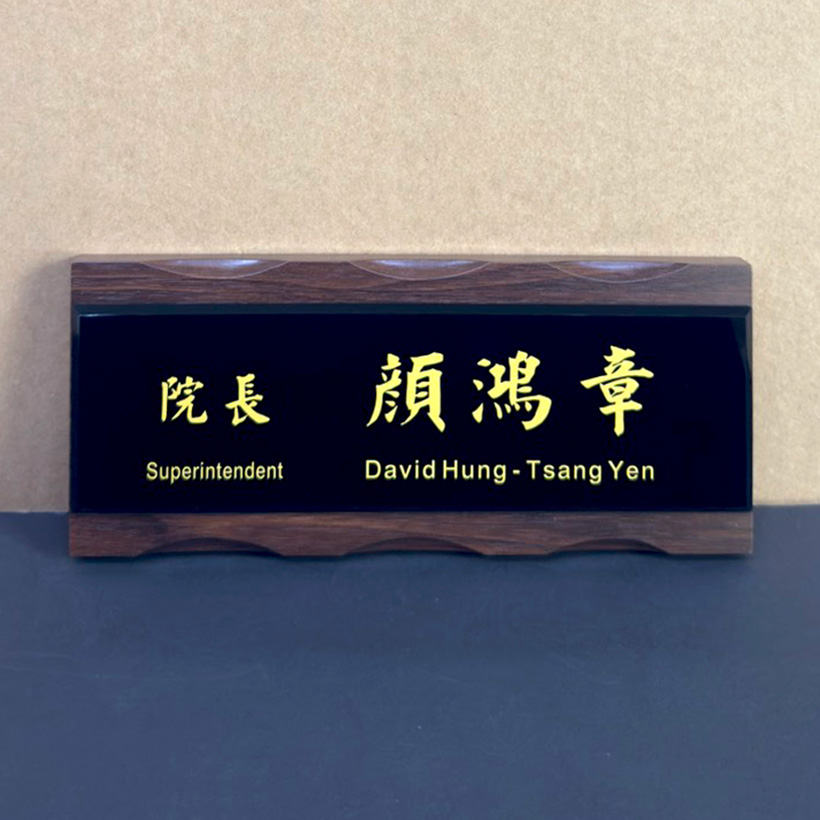 院長 顏鴻章
Superintendent David Hung-Tsang Yen